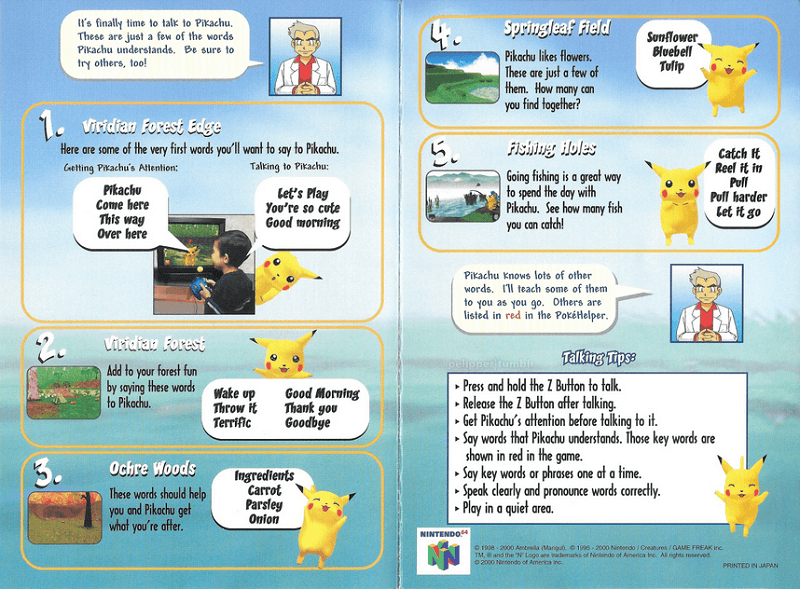 It's finally time to talk to Pikachu.
These are just a few of the words
Pikachu understands. Be sure to
try others, too!
1. Viridian Forest Edge
Here are some of the very first words you'll want to say to Pikachu.
Getting Pikachu's Attention:
Pikachu
Come here
This way
Over here
Talking to Pikachu:
Let's Play
You're so cute
Good morning
2. Viridian Forest
Add to your forest fun
by saying these words
to Pikachu.
Wake up Good Morning
Throw it Thank you
Terrific Goodbye
3. Ochre Woods
These words should help
you and Pikachu get
what you're after.
Ingredients
Carrot
Parsley
Onion
4. Springleaf Field
Pikachu likes flowers.
These are just a few of
them. How many can
you find together?
Sunflower
Bluebell
Tulip
5. Fishing Holes
Going fishing is a great way
to spend the day with
Pikachu. See how many fish
you can catch!
Catch It
Reel it in
Pull
Pull harder
Let it go
Pikachu knows lots of other
words. I'll teach some of them
to you as you go. Others are
listed in red in the PokéHelper.
Talking Tips:
▸ Press and hold the Z Button to talk.
▸ Release the Z Button after talking.
▸ Get Pikachu's attention before talking to it.
▸ Say words that Pikachu understands. Those key words are
shown in red in the game.
▸ Say key words or phrases one at a time.
▸ Speak clearly and pronounce words correctly.
▸ Play in a quiet area.
NINTENDO 64
© 1998 - 2000 Ambrella (Marigul). © 1995 - 2000 Nintendo / Creatures / GAME FREAK inc.
TM, ® and the "N" Logo are trademarks of Nintendo of America Inc. All rights reserved.
© 2000 Nintendo of America Inc.
PRINTED IN JAPAN